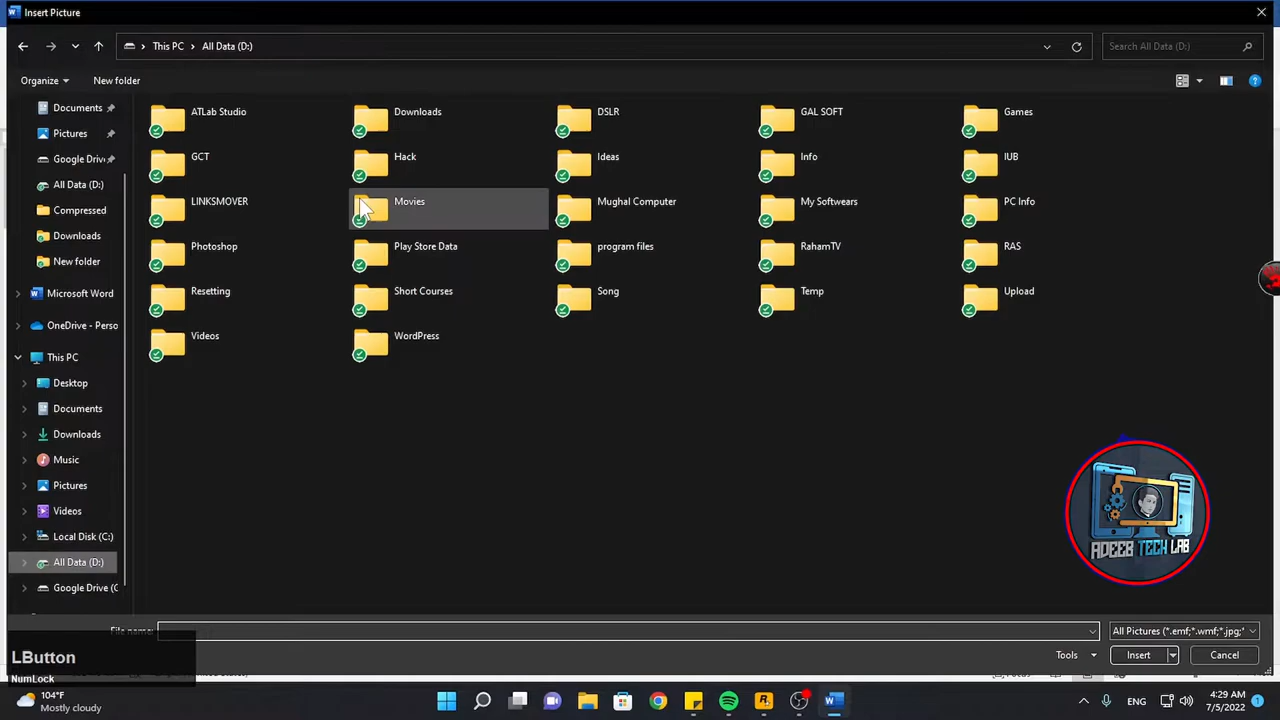 Insert Picture
This PC
All Data (D:)
Search All Data (D:)
Organize
New folder
Documents
Pictures
Google Driv
All Data (D:)
Compressed
Downloads
New folder
Microsoft Word
OneDrive - Perso
This PC
Desktop
Documents
Downloads
Music
Pictures
Videos
Local Disk (C:)
All Data (D:)
Google Drive (
ATLab Studio
Downloads
DSLR
GAL SOFT
Games
GCT
Hack
Ideas
Info
IUB
LINKSMOVER
Movies
Mughal Computer
My Softwears
PC Info
Photoshop
Play Store Data
program files
RahamTV
RAS
Resetting
Short Courses
Song
Temp
Upload
Videos
WordPress
ADEEB TECH LAB
File name:
All Pictures (*.emf;*.wmf;*.jpg;*
Tools
Insert
Cancel
LButton
NumLock
104°F
Mostly cloudy
ENG
4:29 AM
7/5/2022